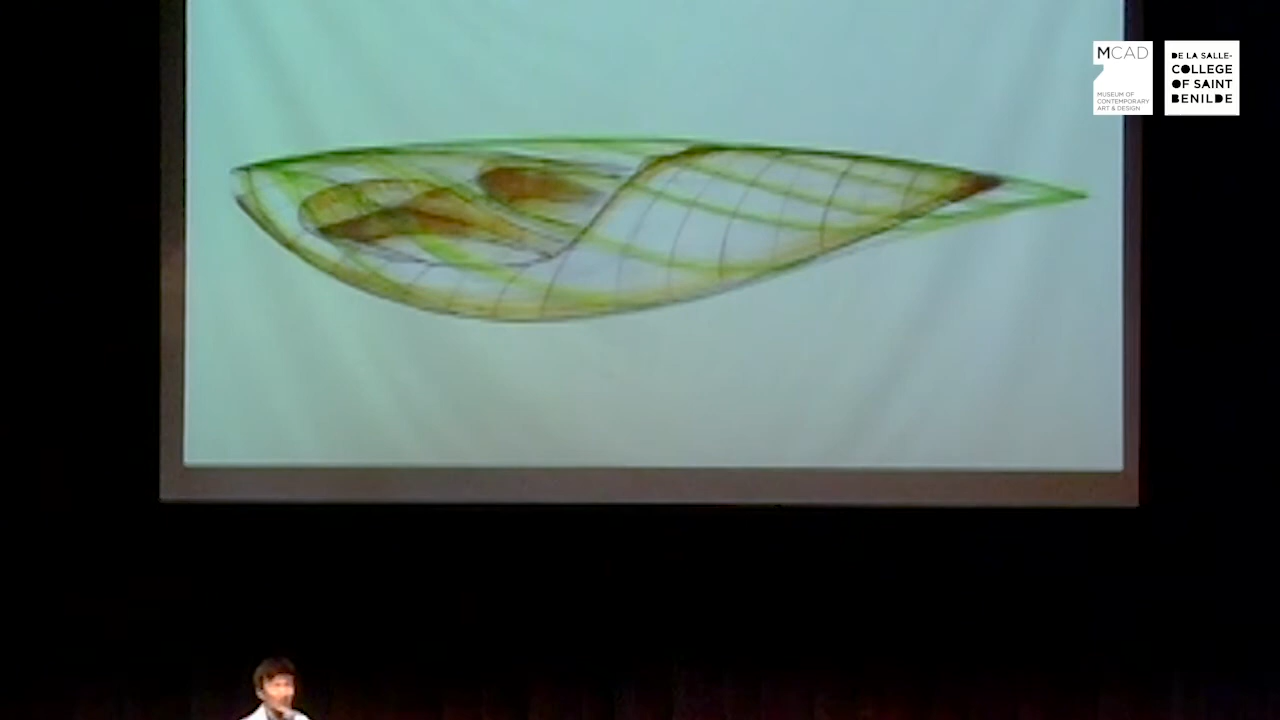 MCAD
MUSEUM OF
CONTEMPORARY
ART & DESIGN
DE LA SALLE-
COLLEGE
OF SAINT
BENILDE